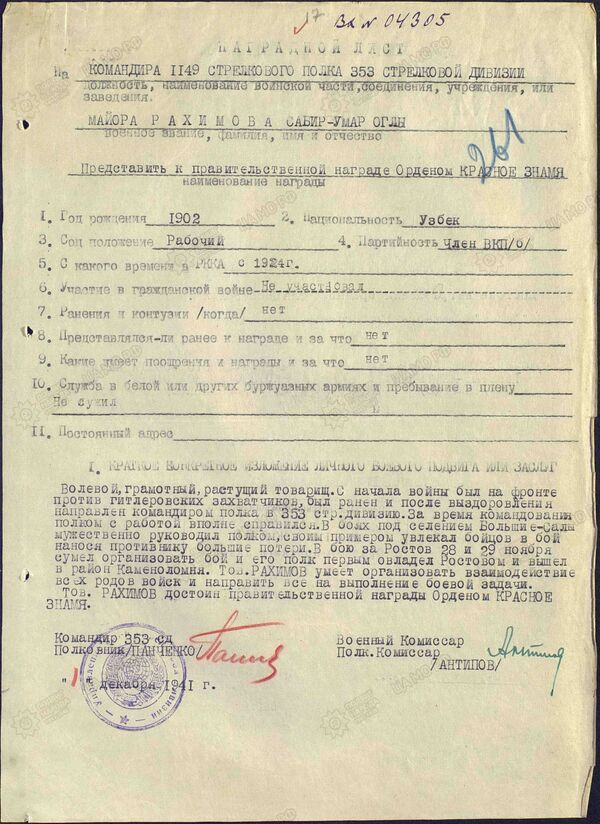 17 Вх № 04305
НАГРАДНОЙ ЛИСТ
На КОМАНДИРА II49 СТРЕЛКОВОГО ПОЛКА 353 СТРЕЛКОВОЙ ДИВИЗИИ
должность, наименование воинской части, соединения, учреждения, или
заведения.
МАЙОРА РАХИМОВА САБИР-УМАР ОГЛЫ
военное звание, фамилия, имя и отчество
261
Представить к правительственной награде Орденом КРАСНОЕ ЗНАМЯ
наименование награды
I. Год рождения 1902 2. Национальность Узбек
3. Соц положение Рабочий 4. Партийность Член ВКП/б/
5. С какого времени в РККА с 1924г.
6. Участие в гражданской войне Не участвовал
7. Ранения и контузии /когда/ нет
8. Представлялся-ли ранее к награде и за что нет
9. Какие имеет поощрения и награды и за что нет
10. Служба в белой или других буржуазных армиях и пребывание в плену
Не сужил
II. Постоянный адрес
I. КРАТКОЕ КОНКРЕТНОЕ ИЗЛОЖЕНИЕ ЛИЧНОГО БОЕВОГО ПОДВИГА ИЛИ ЗАСЛУГ
Волевой, грамотный, растущий товарищ. С начала войны был на фронте
против гитлеровских захватчиков, был ранен и после выздоровления
направлен командиром полка в 353 стр. дивизию. За время командования
полком с работой вполне справился. В боях под селением Большие-Салы
мужественно руководил полком, своим примером увлекал бойцов в бой
нанося противнику большие потери. В бою за Ростов 28 и 29 ноября
сумел организовать бой и его полк первым овладел Ростовом и вышел
в район Каменоломня. Тов. РАХИМОВ умеет организовать взаимодействие
всех родов войск и направить все на выполнение боевой задачи.
Тов. РАХИМОВ достоин правительственной награды Орденом КРАСНОЕ
ЗНАМЯ.
Командир 353 сд Военный Комиссар
Полковник /ПАНЧЕНКО/ Полк. Комиссар
/АНТИПОВ/
декабря 1941 г.